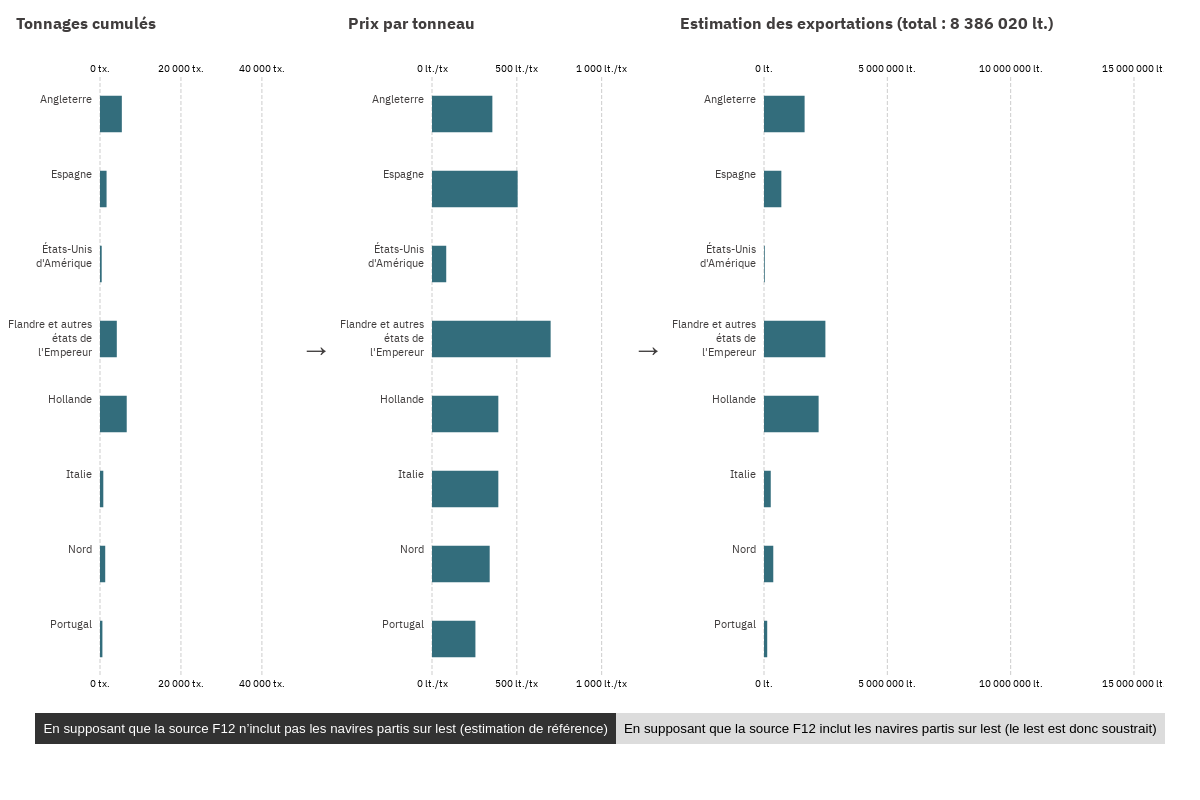 Tonnages cumulés
Prix par tonneau
Estimation des exportations (total : 8 386 020 lt.)
0 tx.
20 000 tx.
40 000 tx.
0 lt./tx
500 lt./tx
1 000 lt./tx
0 lt.
5 000 000 lt.
10 000 000 lt.
15 000 000 lt
Angleterre
Espagne
États-Unis
d'Amérique
Flandre et autres
états de
l'Empereur
Hollande
Italie
Nord
Portugal
→
Angleterre
Espagne
États-Unis
d'Amérique
Flandre et autres
états de
l'Empereur
Hollande
Italie
Nord
Portugal
→
Angleterre
Espagne
États-Unis
d'Amérique
Flandre et autres
états de
l'Empereur
Hollande
Italie
Nord
Portugal
0 tx.
20 000 tx.
40 000 tx.
0 lt./tx
500 lt./tx
1 000 lt./tx
0 lt.
5 000 000 lt.
10 000 000 lt.
15 000 000 lt
En supposant que la source F12 n’inclut pas les navires partis sur lest (estimation de référence)
En supposant que la source F12 inclut les navires partis sur lest (le lest est donc soustrait)